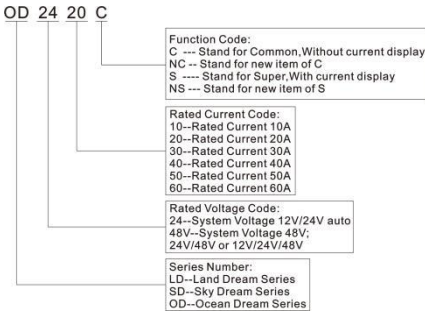 OD 24 20 C
Function Code:
C --- Stand for Common,Without current display
NC -- Stand for new item of C
S ---- Stand for Super,With current display
NS --- Stand for new item of S
Rated Current Code:
10--Rated Current 10A
20--Rated Current 20A
30--Rated Current 30A
40--Rated Current 40A
50--Rated Current 50A
60--Rated Current 60A
Rated Voltage Code:
24--System Voltage 12V/24V auto
48V--System Voltage 48V;
24V/48V or 12V/24V/48V
Series Number:
LD--Land Dream Series
SD--Sky Dream Series
OD--Ocean Dream Series